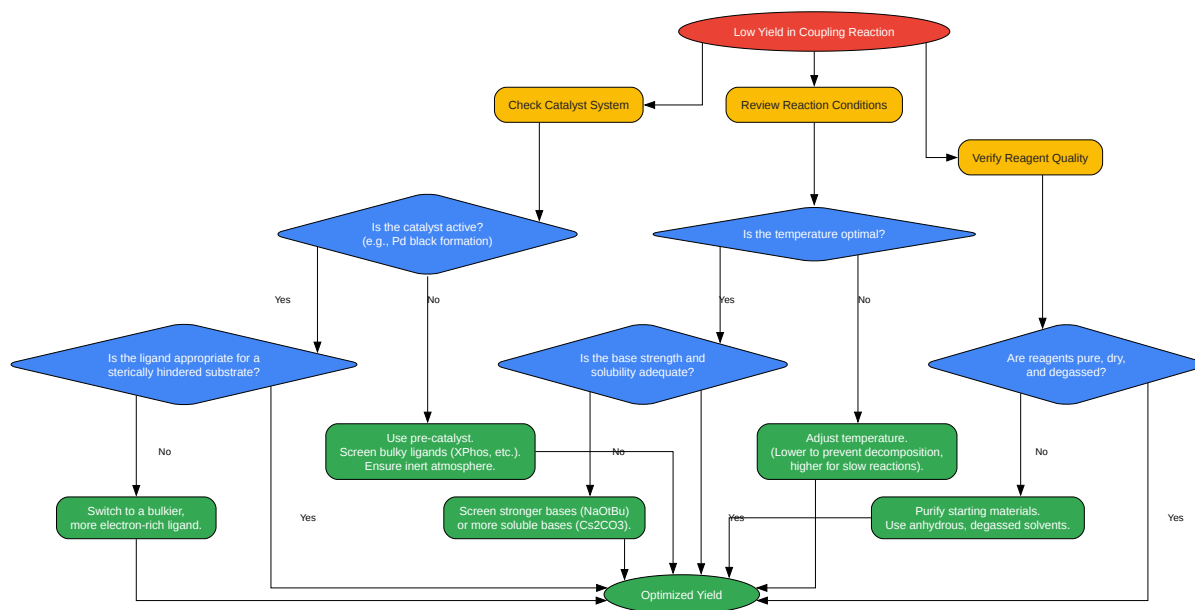 Low Yield in Coupling Reaction
Check Catalyst System
Review Reaction Conditions
Verify Reagent Quality
Is the catalyst active?
(e.g., Pd black formation)
Is the temperature optimal?
Yes
No
Yes
No
Is the ligand appropriate for a
sterically hindered substrate?
Is the base strength and
solubility adequate?
Are reagents pure, dry,
and degassed?
Use pre-catalyst.
Screen bulky ligands (XPhos, etc.).
Ensure inert atmosphere.
Adjust temperature.
(Lower to prevent decomposition,
higher for slow reactions).
No
No
No
Switch to a bulkier,
more electron-rich ligand.
Yes
Screen stronger bases (NaOtBu)
or more soluble bases (Cs2CO3).
Yes
Purify starting materials.
Use anhydrous, degassed solvents.
Yes
Optimized Yield